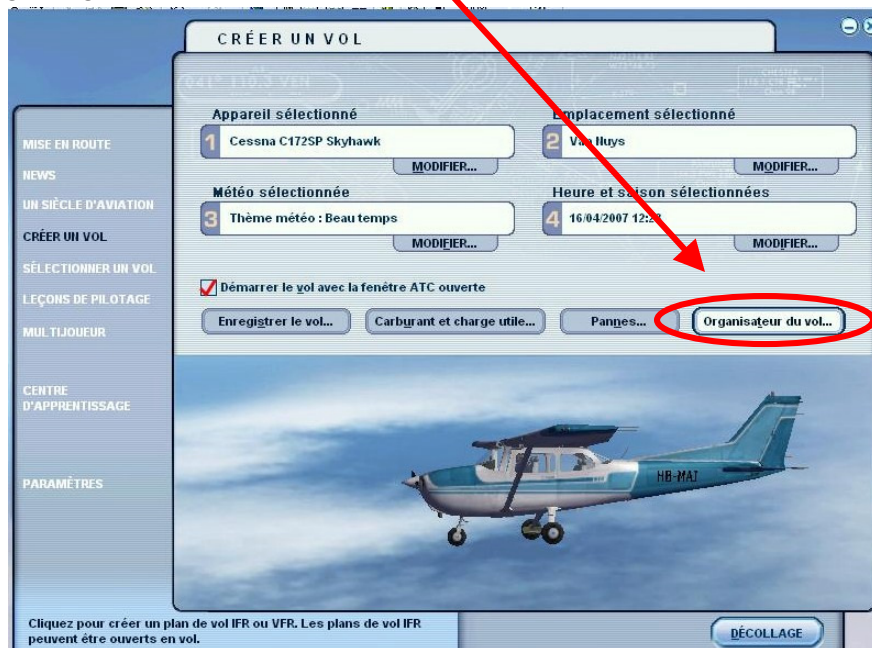 CRÉER UN VOL
MISE EN ROUTE
NEWS
UN SIÈCLE D'AVIATION
CRÉER UN VOL
SÉLECTIONNER UN VOL
LEÇONS DE PILOTAGE
MULTIJOUEUR
CENTRE
D'APPRENTISSAGE
PARAMÈTRES
Appareil sélectionné
1 Cessna C172SP Skyhawk
MODIFIER...
Emplacement sélectionné
2 Van Nuys
MODIFIER...
Météo sélectionnée
3 Thème météo : Beau temps
MODIFIER...
Heure et saison sélectionnées
4 16/04/2007
MODIFIER...
Démarrer le vol avec la fenêtre ATC ouverte
Enregistrer le vol... Carburant et charge utile... Pannes... Organisateur du vol...
HB-MAI
Cliquez pour créer un plan de vol IFR ou VFR. Les plans de vol IFR
peuvent être ouverts en vol.
DÉCOLLAGE